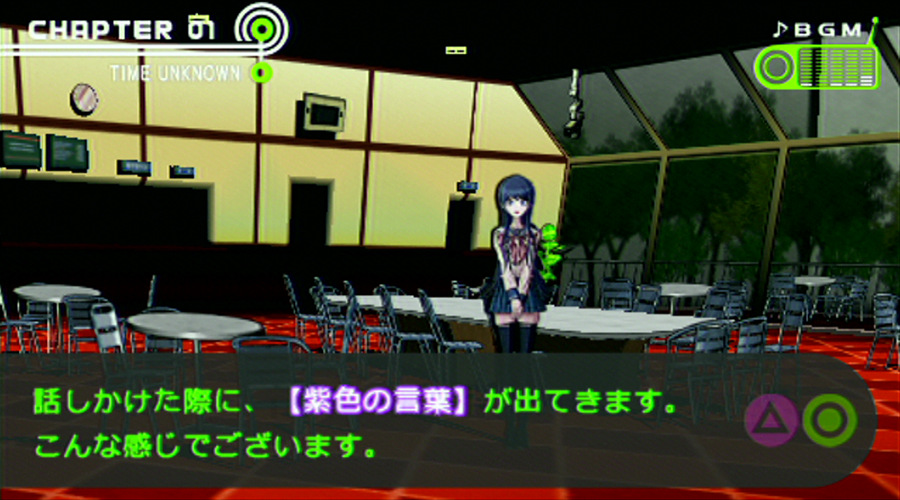 CHAPTER 01
TIME UNKNOWN
♪BGM
話しかけた際に、【紫色の言葉】が出てきます。
こんな感じでございます。